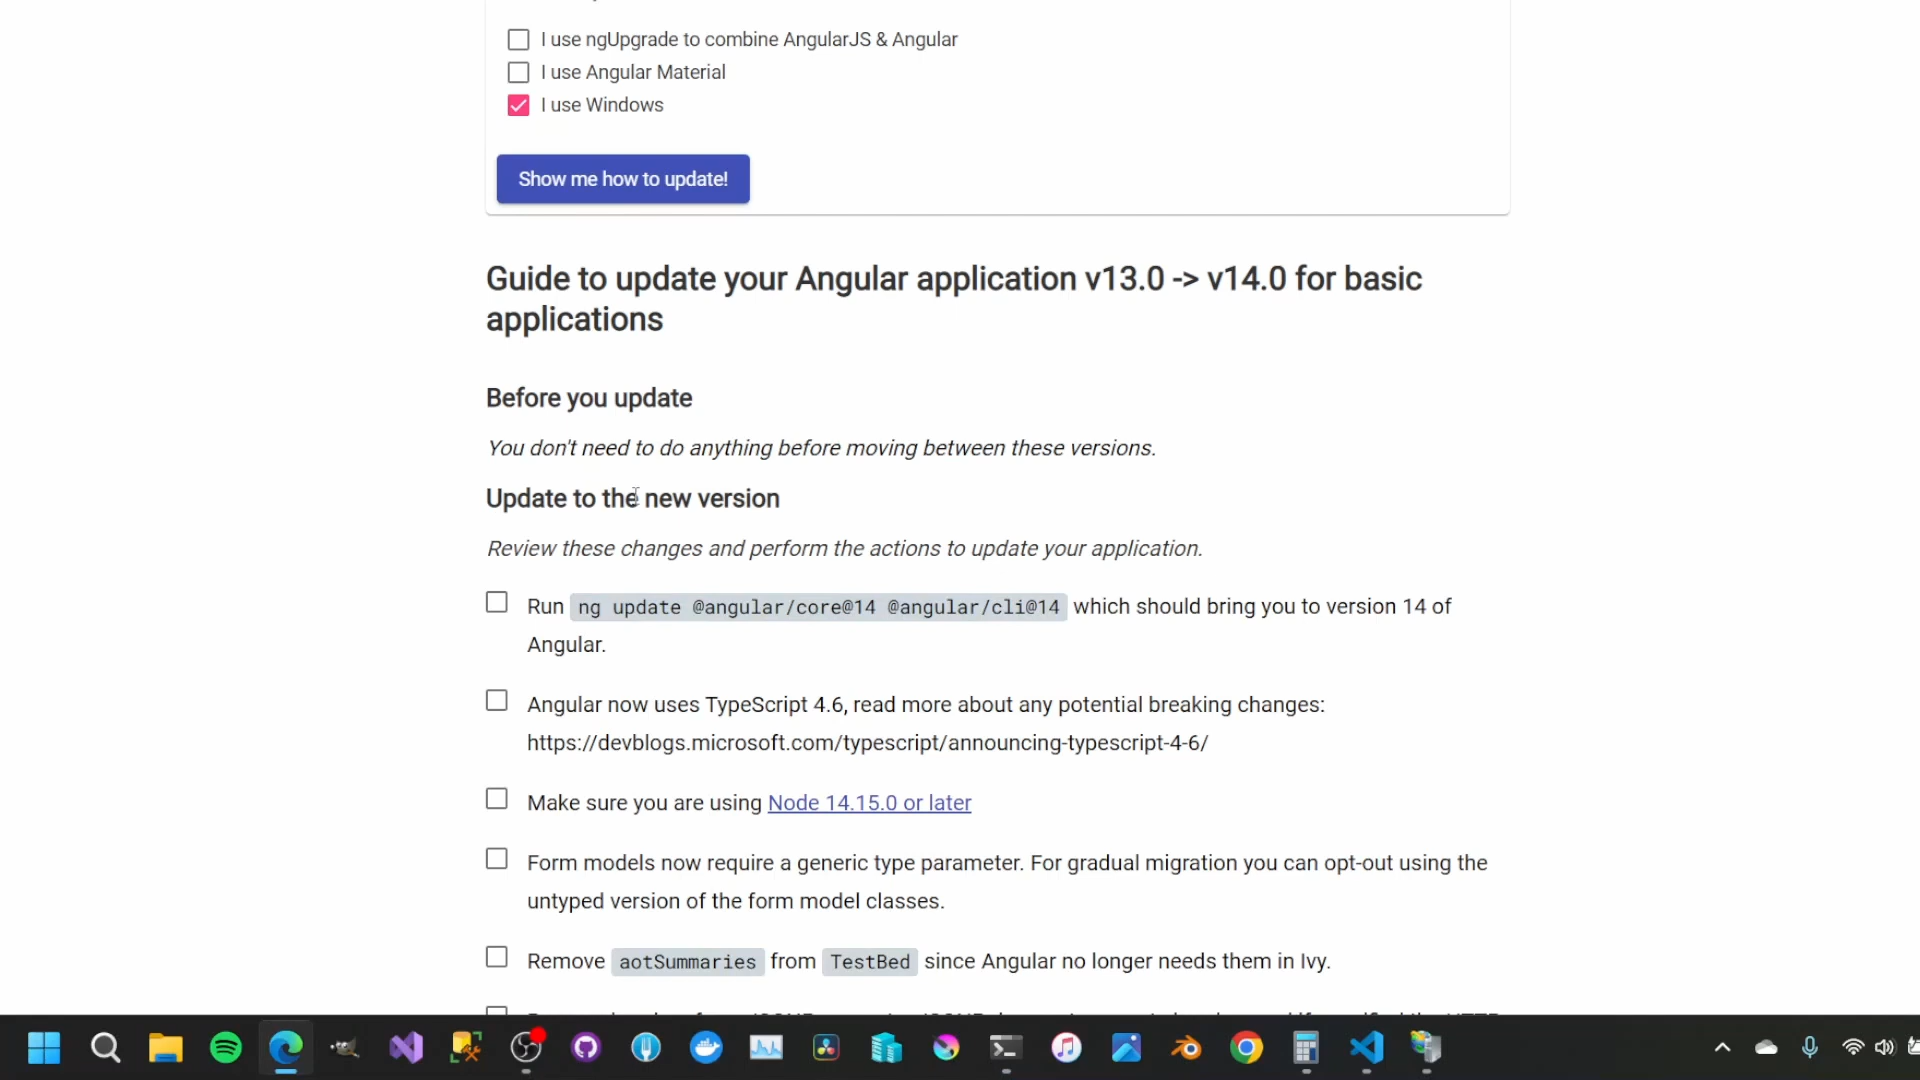 I use ngUpgrade to combine AngularJS & Angular
I use Angular Material
I use Windows
Show me how to update!
Guide to update your Angular application v13.0 -> v14.0 for basic
applications
Before you update
You don't need to do anything before moving between these versions.
Update to the new version
Review these changes and perform the actions to update your application.
Run ng update @angular/core@14 @angular/cli@14 which should bring you to version 14 of
Angular.
Angular now uses TypeScript 4.6, read more about any potential breaking changes:
https://devblogs.microsoft.com/typescript/announcing-typescript-4-6/
Make sure you are using Node 14.15.0 or later
Form models now require a generic type parameter. For gradual migration you can opt-out using the
untyped version of the form model classes.
Remove aotSummaries from TestBed since Angular no longer needs them in Ivy.